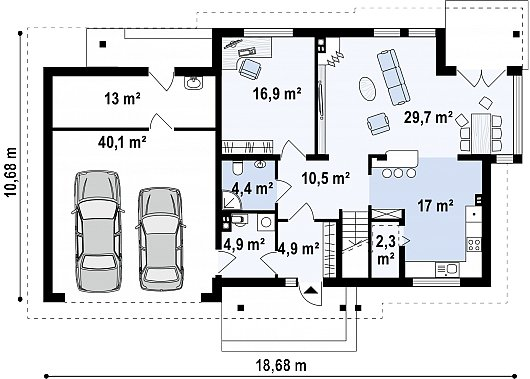 13 m²
16,9 m²
29,7 m²
40,1 m²
10,68 m
4,4 m²
10,5 m²
17 m²
4,9 m²
4,9 m²
2,3
m²
18,68 m